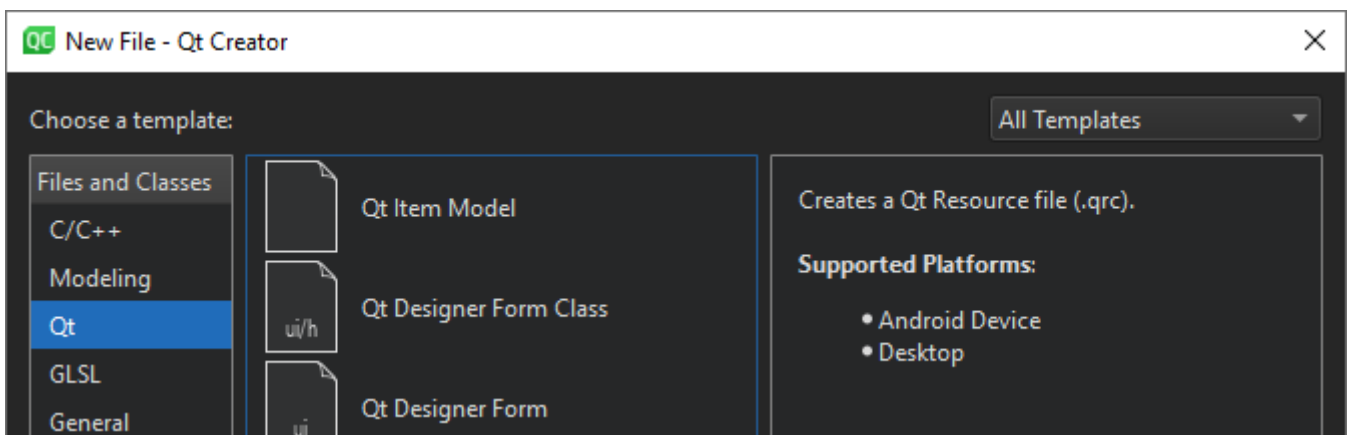 QC New File - Qt Creator
Choose a template:
All Templates
Files and Classes
C/C++
Modeling
Qt
GLSL
General
Qt Item Model
ui/h
Qt Designer Form Class
ui
Qt Designer Form
Creates a Qt Resource file (.qrc).
Supported Platforms:
• Android Device
• Desktop